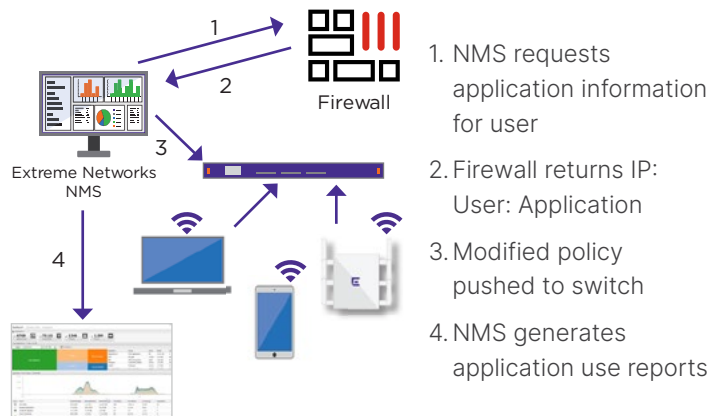 1
2
Firewall
3
Extreme Networks
NMS
4
1. NMS requests
application information
for user
2. Firewall returns IP:
User: Application
3. Modified policy
pushed to switch
4. NMS generates
application use reports